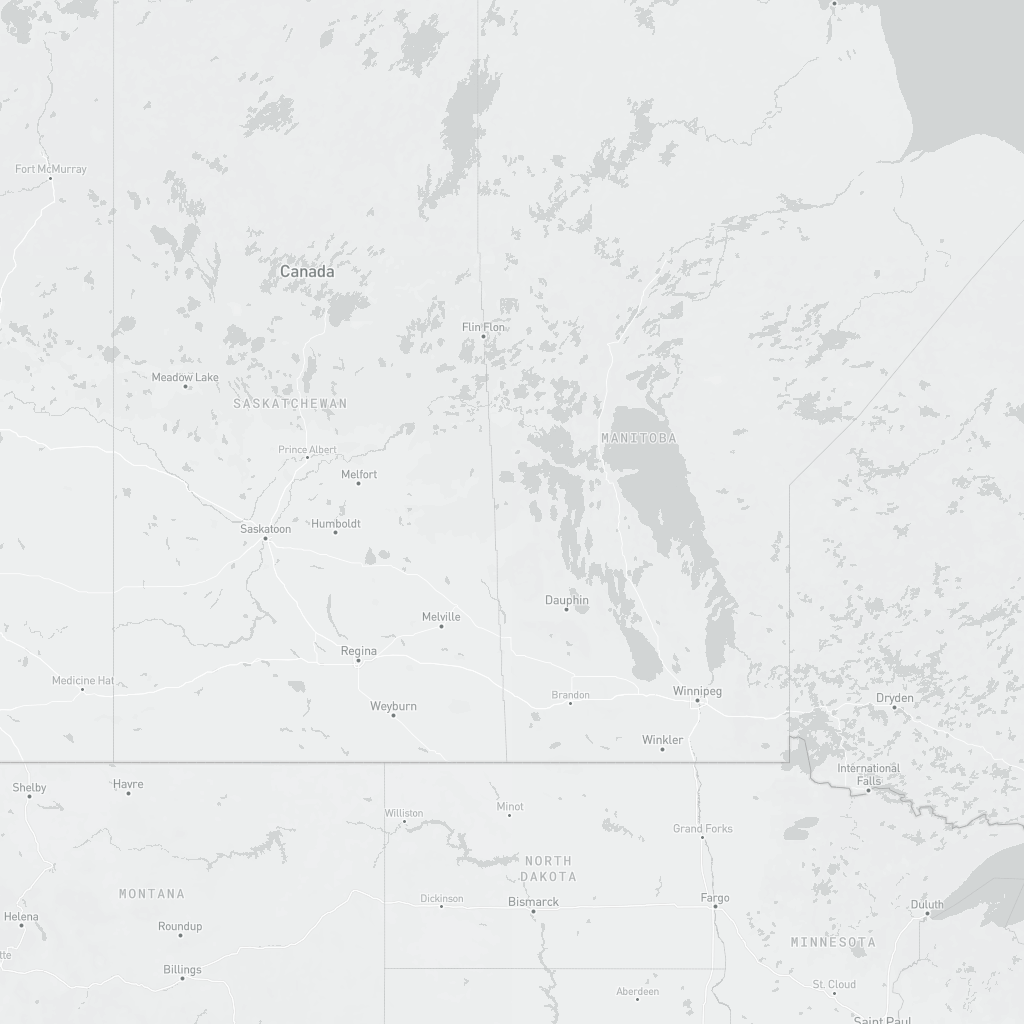 Fort McMurray
Canada
Flin Flon
Meadow Lake
SASKATCHEWAN
MANITOBA
Prince Albert
Melfort
Humboldt
Saskatoon
Dauphin
Melville
Regina
Medicine Hat
Winnipeg
Brandon
Dryden
Weyburn
Winkler
International
Falls
Shelby
Havre
Williston
Minot
Grand Forks
NORTH
DAKOTA
MONTANA
Dickinson
Bismarck
Fargo
Duluth
Helena
Roundup
MINNESOTA
tte
Billings
St. Cloud
Aberdeen
Saint Paul